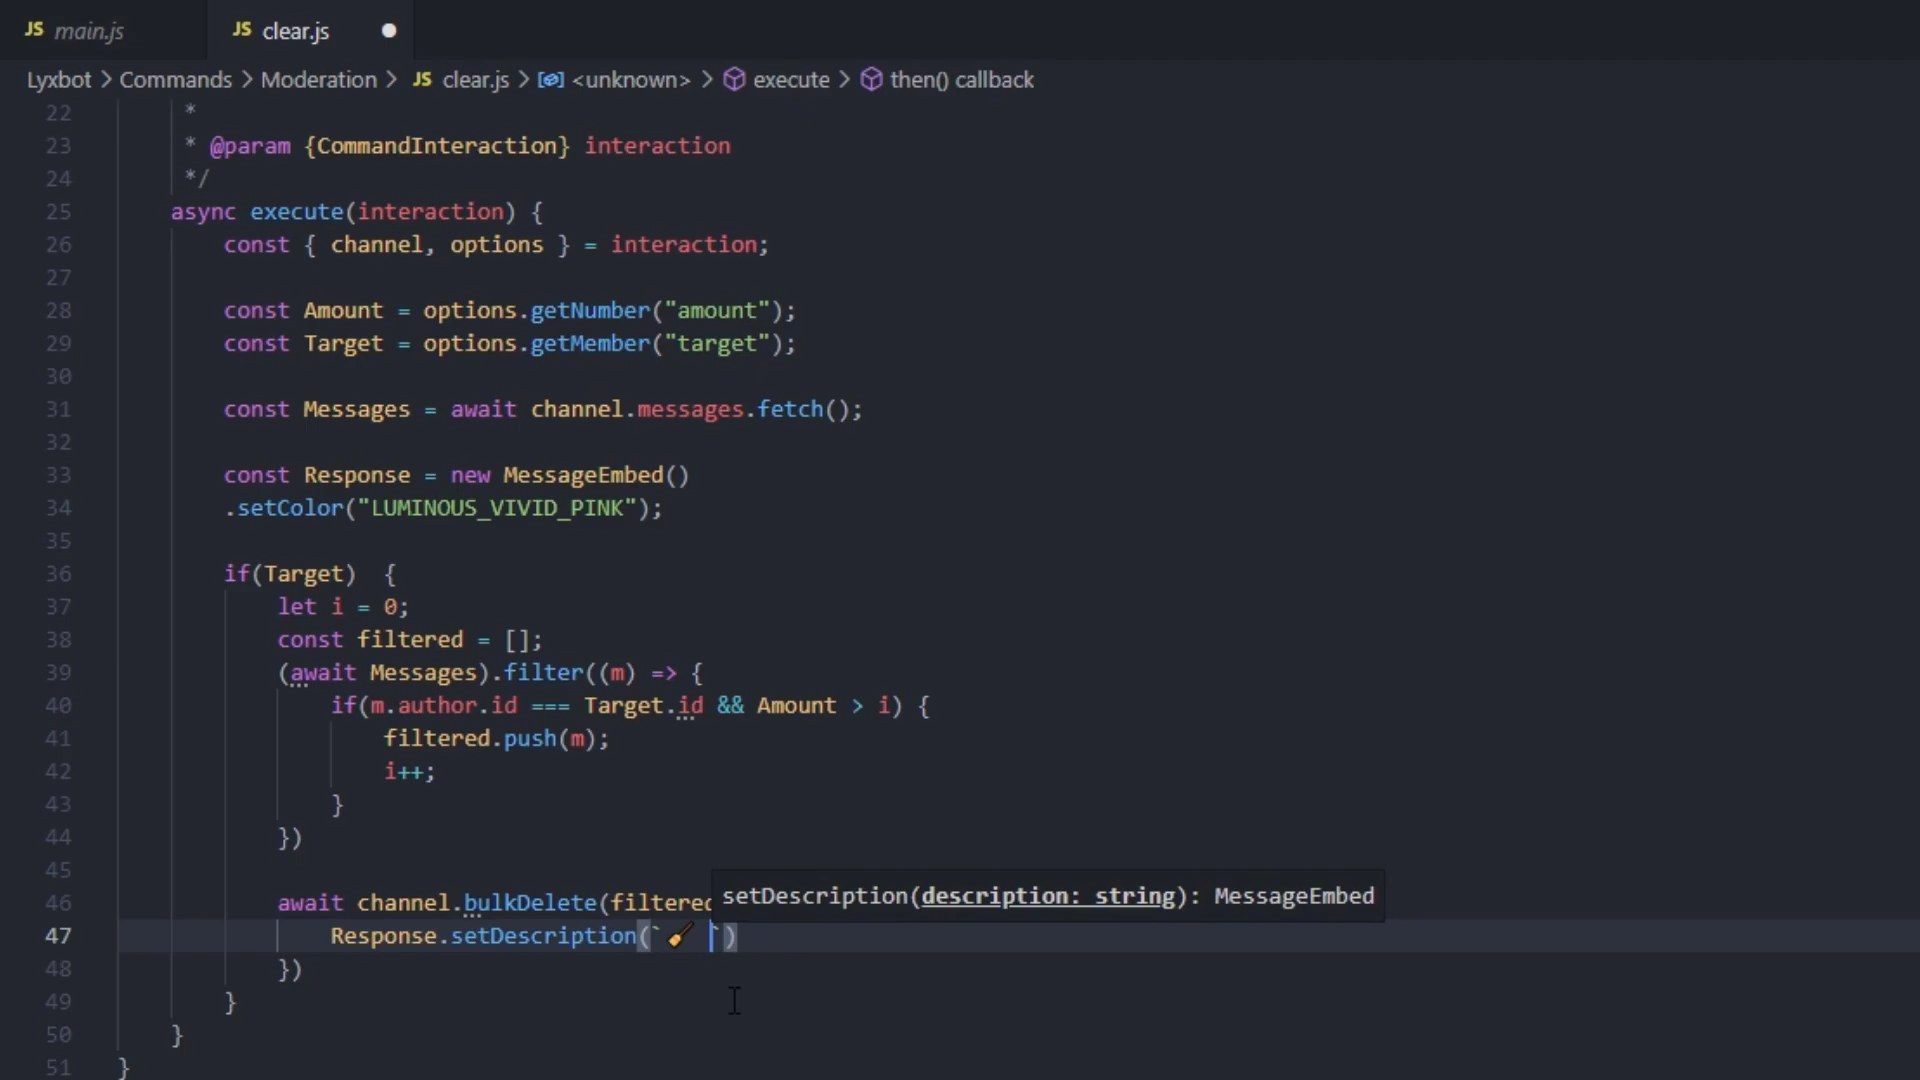 JS main.js JS clear.js
Lyxbot > Commands > Moderation > JS clear.js > <unknown> > execute > then() callback
22 *
23 * @param {CommandInteraction} interaction
24 */
25 async execute(interaction) {
26 const { channel, options } = interaction;
27
28 const Amount = options.getNumber("amount");
29 const Target = options.getMember("target");
30
31 const Messages = await channel.messages.fetch();
32
33 const Response = new MessageEmbed()
34 .setColor("LUMINOUS_VIVID_PINK");
35
36 if(Target)  {
37 let i = 0;
38 const filtered = [];
39 (await Messages).filter((m) => {
40 if(m.author.id === Target.id && Amount > i) {
41 filtered.push(m);
42 i++;
43 }
44 })
45
setDescription(description: string): MessageEmbed
46 await channel.bulkDelete(filtered
47 Response.setDescription(`🧹 `)
48 })
49 }
50 }
51 }